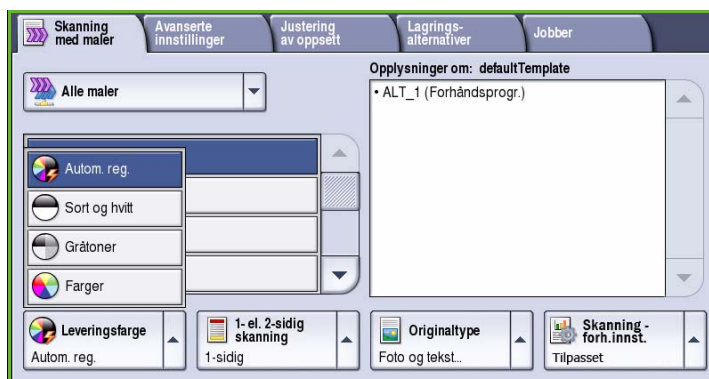 Skanning
med maler
Avanserte
innstillinger
Justering
av oppsett
Lagrings-
alternativer
Jobber
Alle maler
Opplysninger om: defaultTemplate
• ALT_1 (Forhåndsprogr.)
Autom. reg.
Sort og hvitt
Gråtoner
Farger
Leveringsfarge
Autom. reg.
1- el. 2-sidig
skanning
1-sidig
Originaltype
Foto og tekst...
Skanning -
forh.innst.
Tilpasset